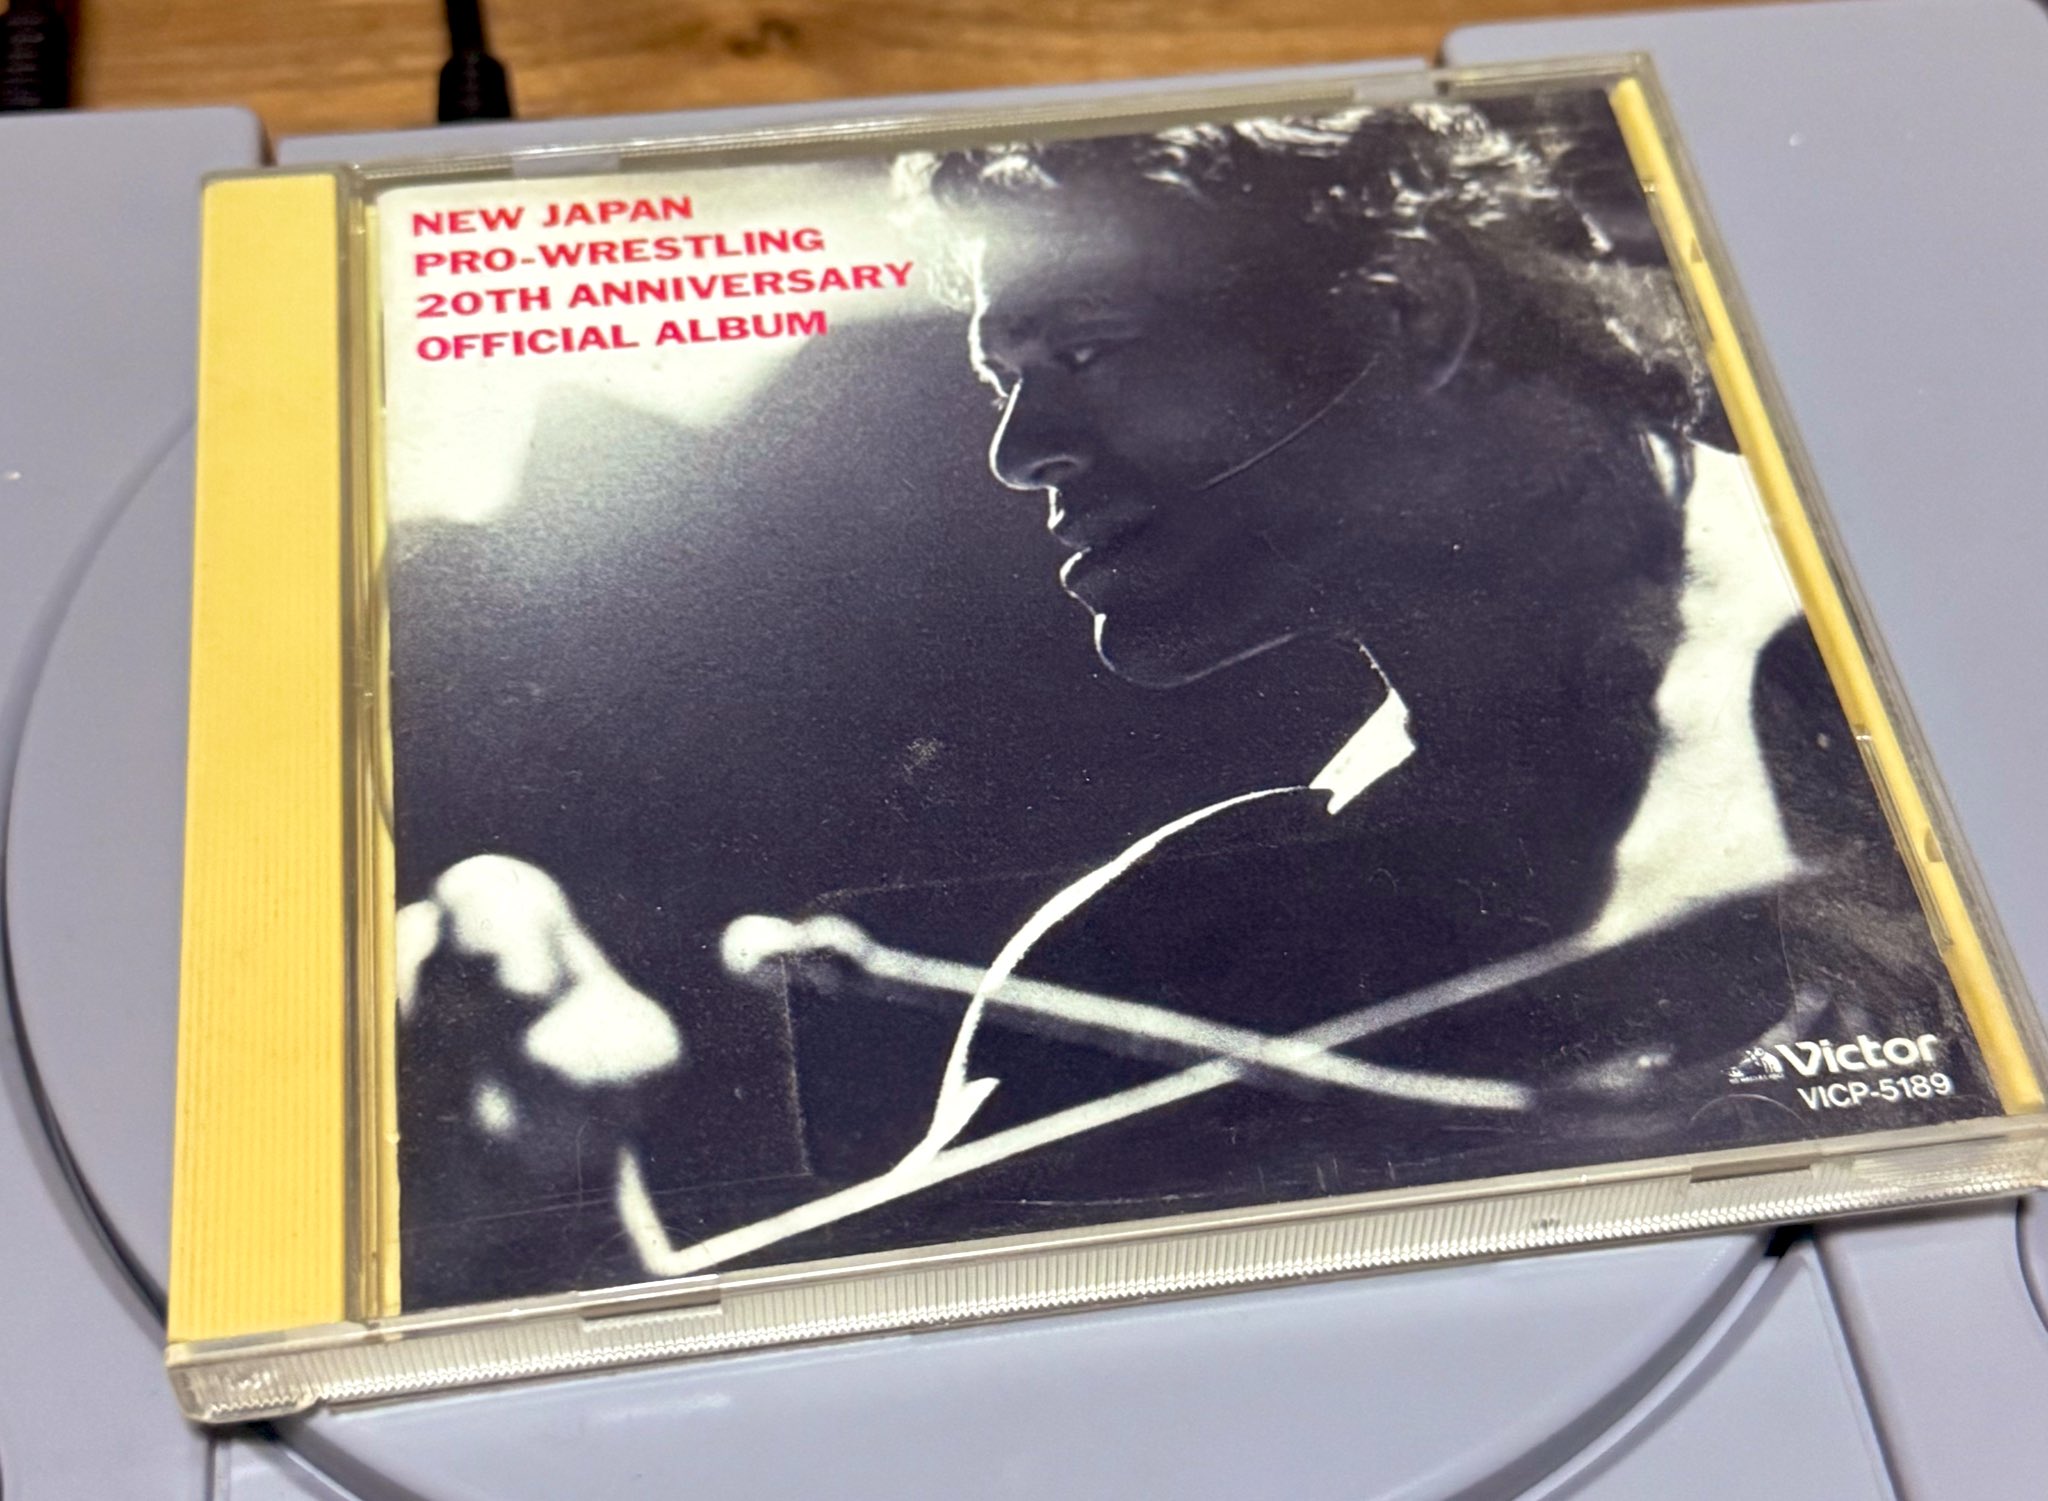 NEW JAPAN
PRO-WRESTLING
20TH ANNIVERSARY
OFFICIAL ALBUM
Victor
VICP-5189